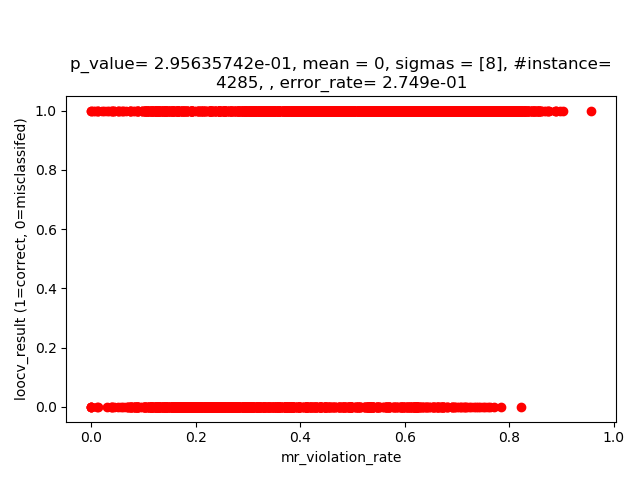 p_value= 2.95635742e-01, mean = 0, sigmas = [8], #instance=
4285, , error_rate= 2.749e-01
1.0
0.8
0.6
0.4
0.2
0.0
loocv_result (1=correct, 0=misclassifed)
0.0 0.2 0.4 0.6 0.8 1.0
mr_violation_rate